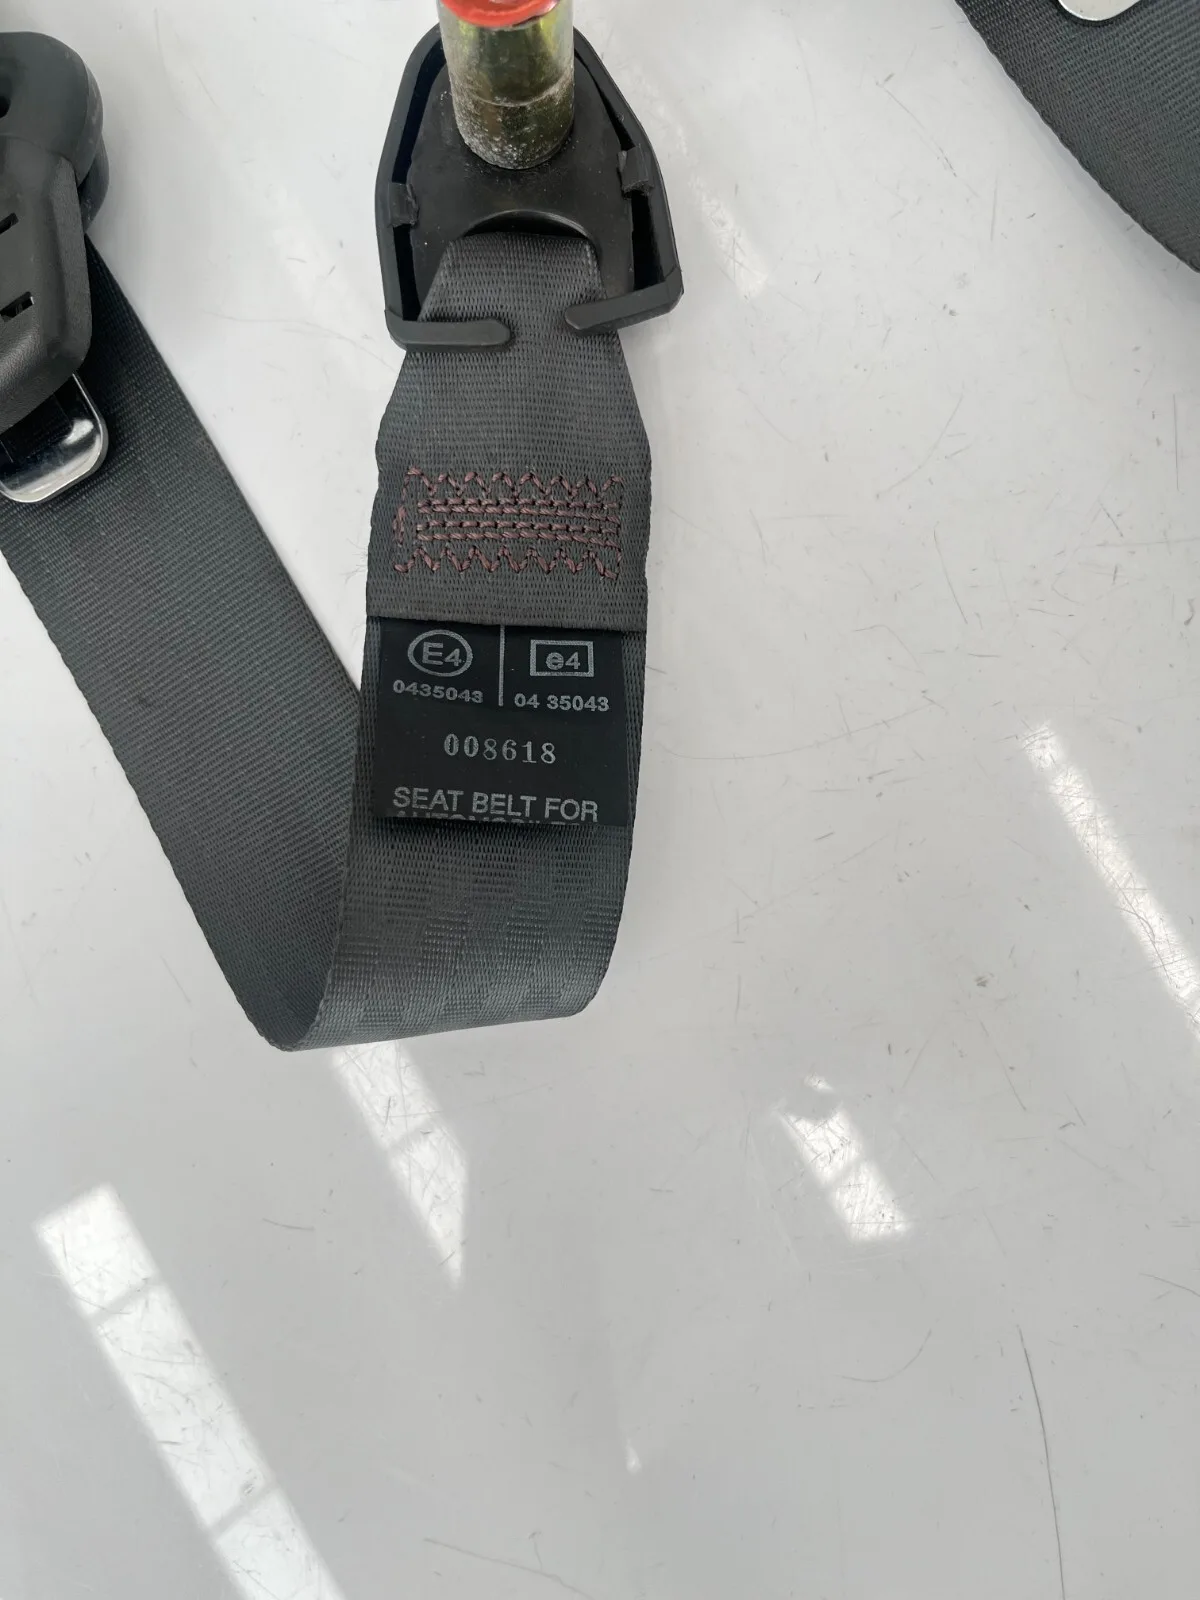 E4 e4
0435043 04 35043
008618
SEAT BELT FOR